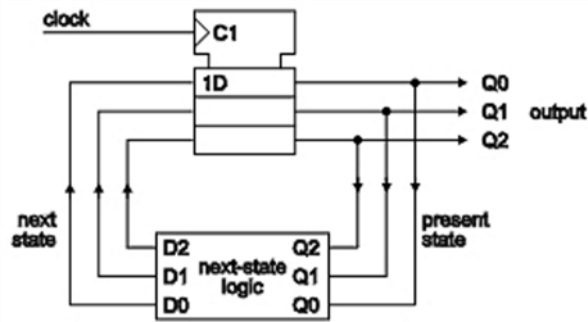 clock
C1
1D
Q0
Q1 output
Q2
next
state
present
state
D2 Q2
D1 next-state Q1
logic
D0 Q0